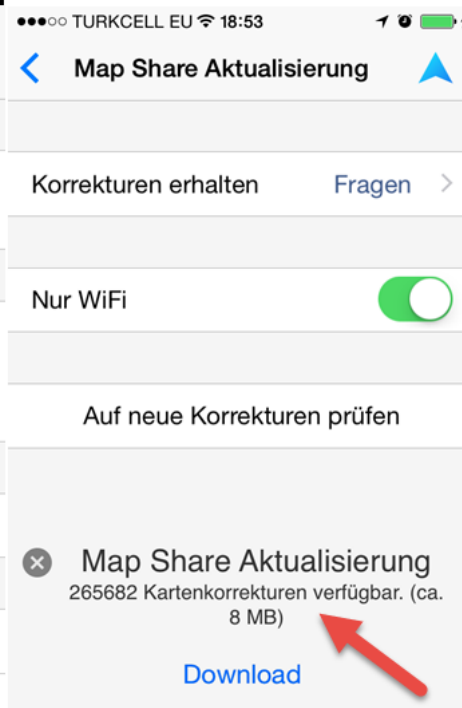 TURKCELL EU 18:53
Map Share Aktualisierung
Korrekturen erhalten Fragen
Nur WiFi
Auf neue Korrekturen prüfen
Map Share Aktualisierung
265682 Kartenkorrekturen verfügbar. (ca.
8 MB)
Download